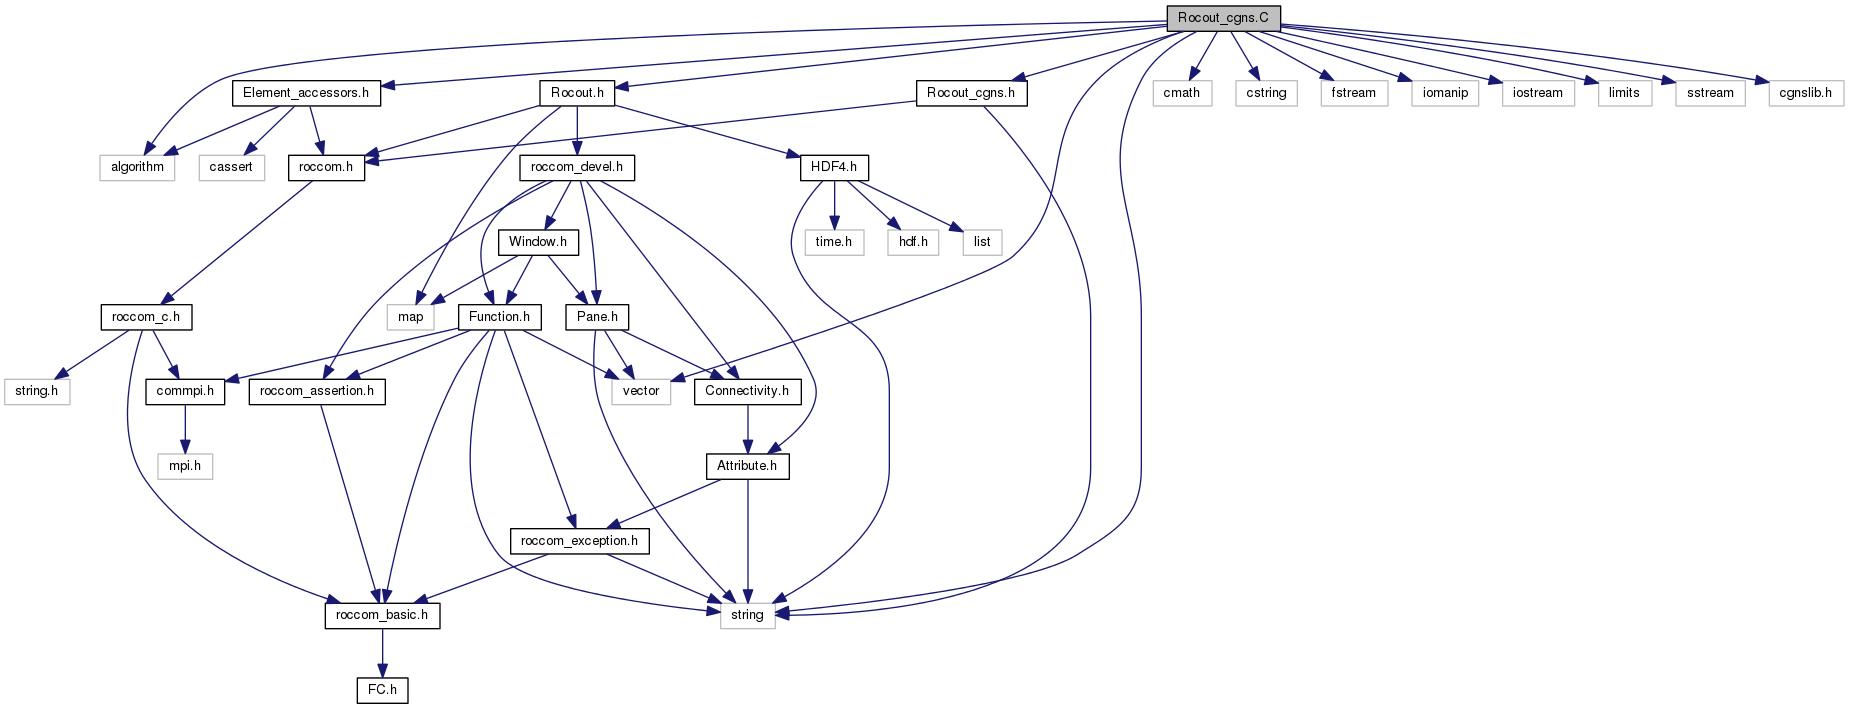 Rocout_cgns.C
Element_accessors.h
Rocout.h
Rocout_cgns.h
cmath
cstring
fstream
iomanip
iostream
limits
sstream
cgnslib.h
algorithm
cassert
roccom.h
roccom_devel.h
HDF4.h
Window.h
time.h
hdf.h
list
roccom_c.h
map
Function.h
Pane.h
string.h
commpi.h
roccom_assertion.h
vector
Connectivity.h
mpi.h
Attribute.h
roccom_exception.h
roccom_basic.h
string
FC.h